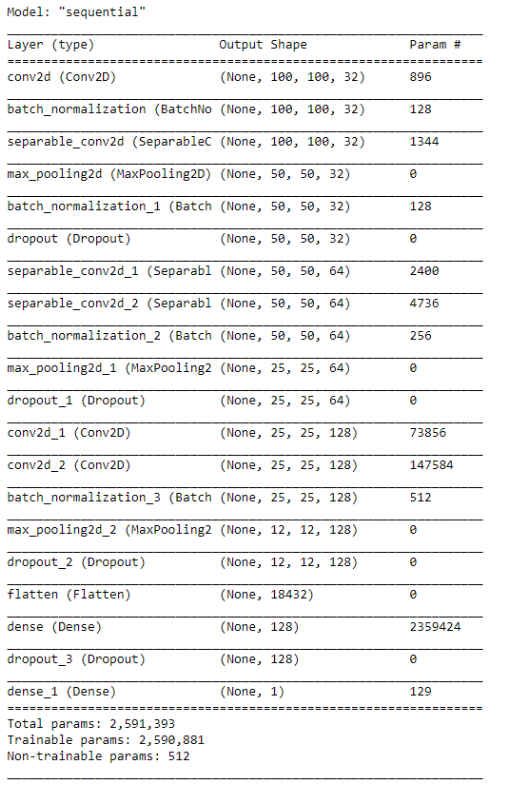 Model: "sequential"
Layer (type) Output Shape Param #
conv2d (Conv2D) (None, 100, 100, 32) 896
batch_normalization (BatchNo (None, 100, 100, 32) 128
separable_conv2d (SeparableC (None, 100, 100, 32) 1344
max_pooling2d (MaxPooling2D) (None, 50, 50, 32) 0
batch_normalization_1 (Batch (None, 50, 50, 32) 128
dropout (Dropout) (None, 50, 50, 32) 0
separable_conv2d_1 (Separabl (None, 50, 50, 64) 2400
separable_conv2d_2 (Separabl (None, 50, 50, 64) 4736
batch_normalization_2 (Batch (None, 50, 50, 64) 256
max_pooling2d_1 (MaxPooling2 (None, 25, 25, 64) 0
dropout_1 (Dropout) (None, 25, 25, 64) 0
conv2d_1 (Conv2D) (None, 25, 25, 128) 73856
conv2d_2 (Conv2D) (None, 25, 25, 128) 147584
batch_normalization_3 (Batch (None, 25, 25, 128) 512
max_pooling2d_2 (MaxPooling2 (None, 12, 12, 128) 0
dropout_2 (Dropout) (None, 12, 12, 128) 0
flatten (Flatten) (None, 18432) 0
dense (Dense) (None, 128) 2359424
dropout_3 (Dropout) (None, 128) 0
dense_1 (Dense) (None, 1) 129
Total params: 2,591,393
Trainable params: 2,590,881
Non-trainable params: 512